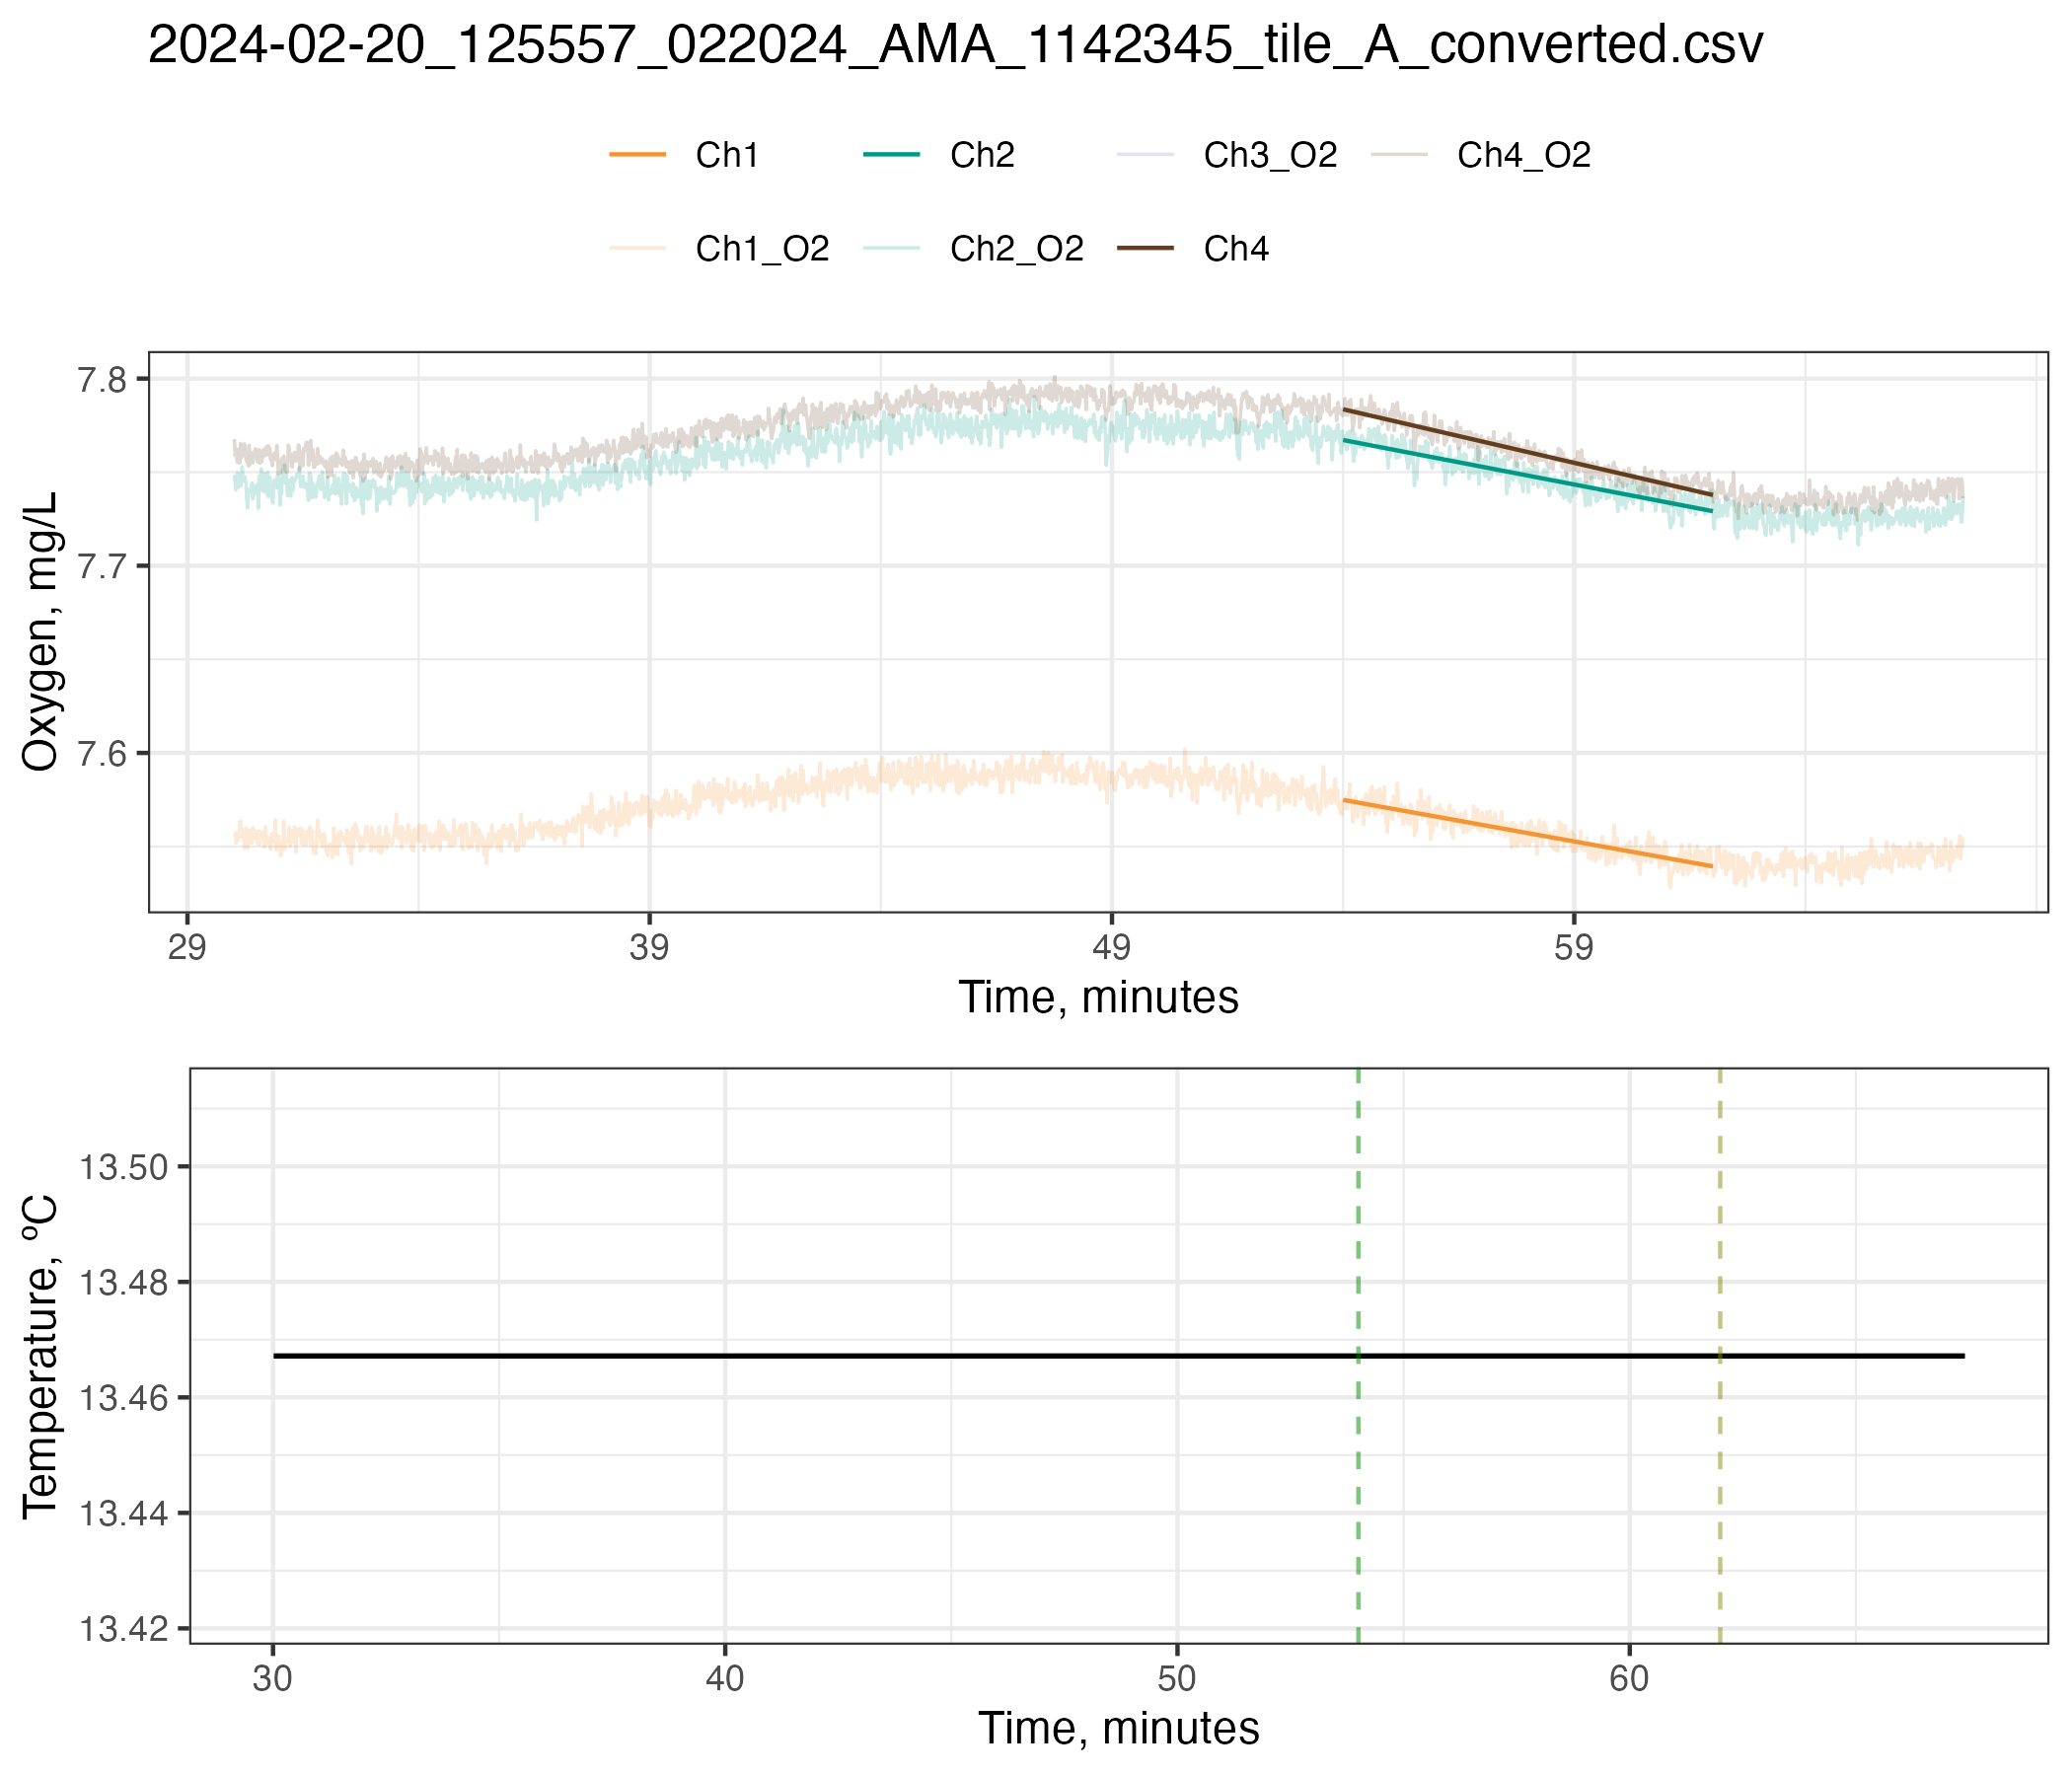 2024-02-20_125557_022024_AMA_1142345_tile_A_converted.csv
Ch1 Ch2 Ch3_O2 Ch4_O2
Ch1_O2 Ch2_O2 Ch4
Oxygen, mg/L
7.8
7.7
7.6
29 39 49 59
Time, minutes
Temperature, ºC
13.50
13.48
13.46
13.44
13.42
30 40 50 60
Time, minutes